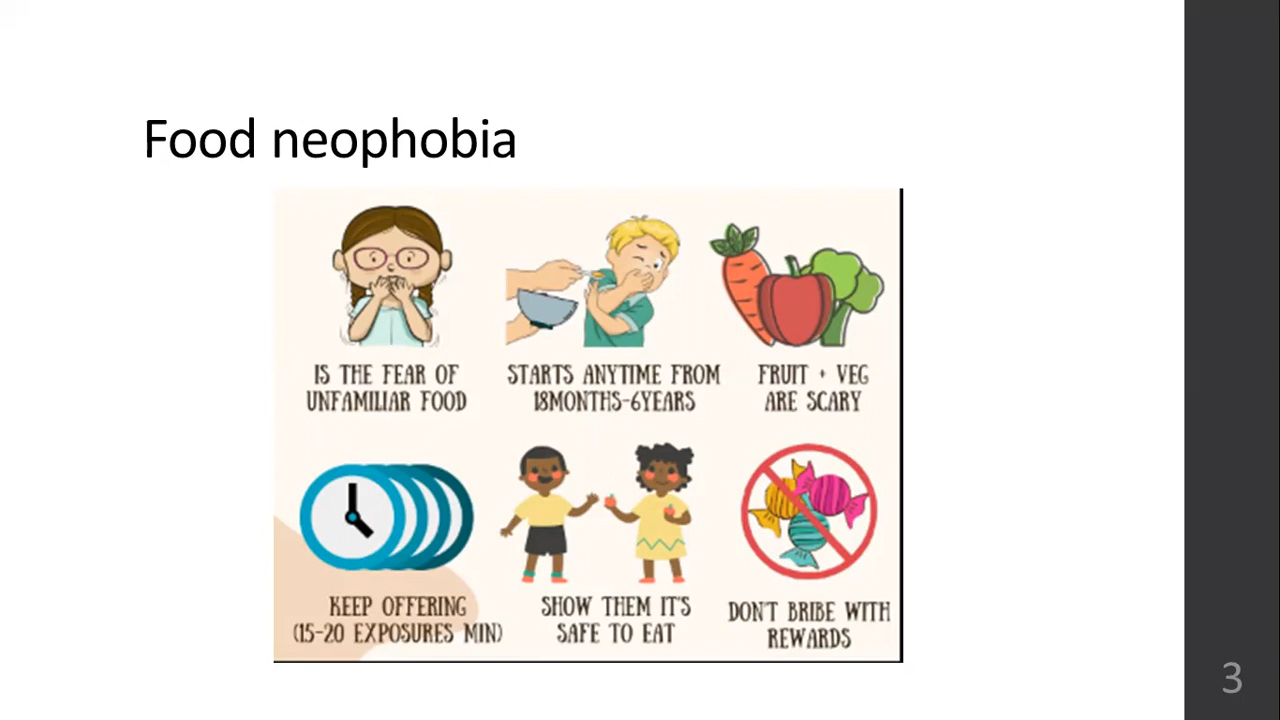 Food neophobia
IS THE FEAR OF
UNFAMILIAR FOOD
STARTS ANYTIME FROM
18MONTHS-6YEARS
FRUIT + VEG
ARE SCARY
KEEP OFFERING
(15-20 EXPOSURES MIN)
SHOW THEM IT'S
SAFE TO EAT
DON'T BRIBE WITH
REWARDS
3